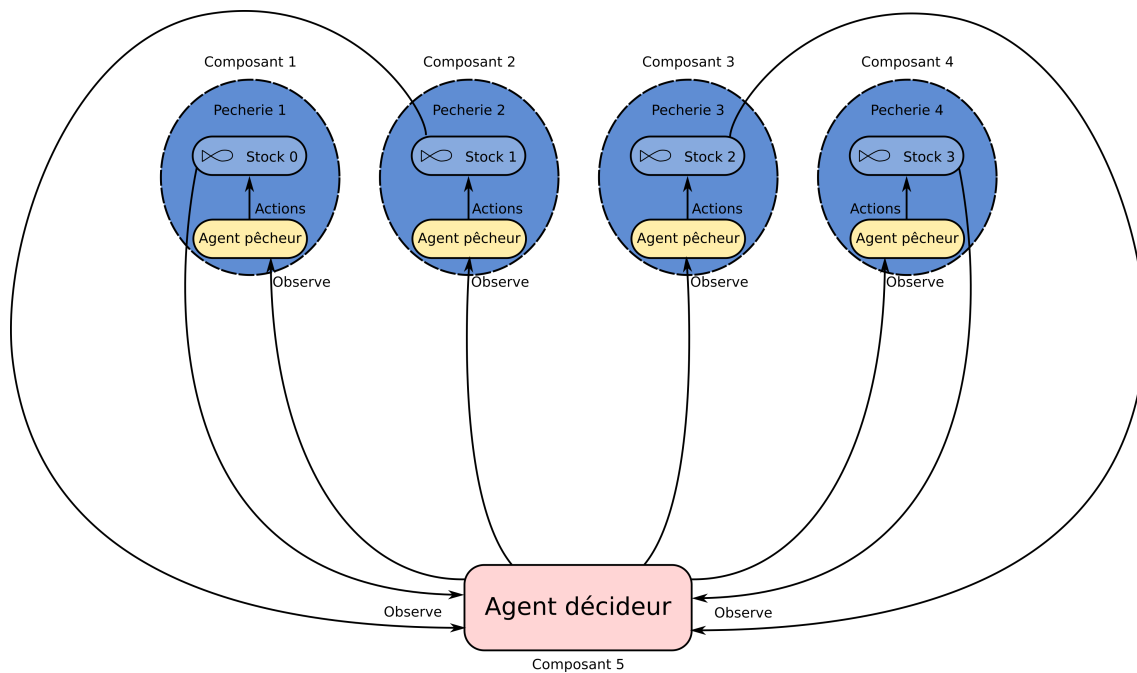 Composant 1
Composant 2
Composant 3
Composant 4
Pecherie 1
Pecherie 2
Pecherie 3
Pecherie 4
Stock 0
Stock 1
Stock 2
Stock 3
Actions
Actions
Actions
Actions
Agent pêcheur
Agent pêcheur
Agent pêcheur
Agent pêcheur
Observe
Observe
Observe
Observe
Observe
Agent décideur
Observe
Composant 5